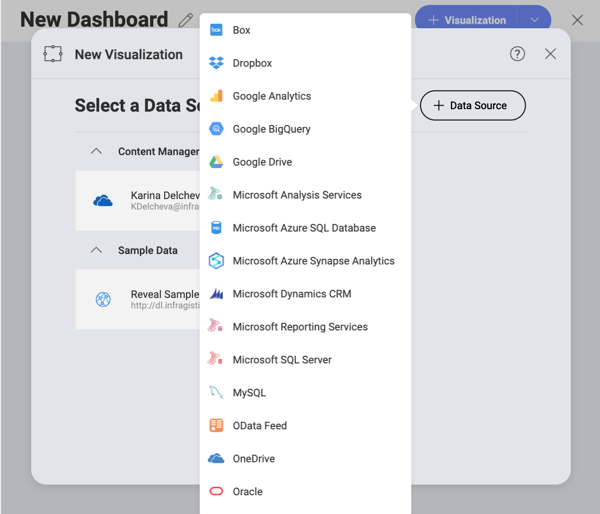 New Dashboard
+ Visualization
New Visualization
?
Select a Data
+ Data Source
Content Manager
Karina Delchev
KDelcheva@infra
Sample Data
Reveal Sample
http://dl.infragisti
box Box
Dropbox
Google Analytics
Google BigQuery
Google Drive
Microsoft Analysis Services
Microsoft Azure SQL Database
Microsoft Azure Synapse Analytics
Microsoft Dynamics CRM
Microsoft Reporting Services
Microsoft SQL Server
MySQL
OData Feed
OneDrive
Oracle